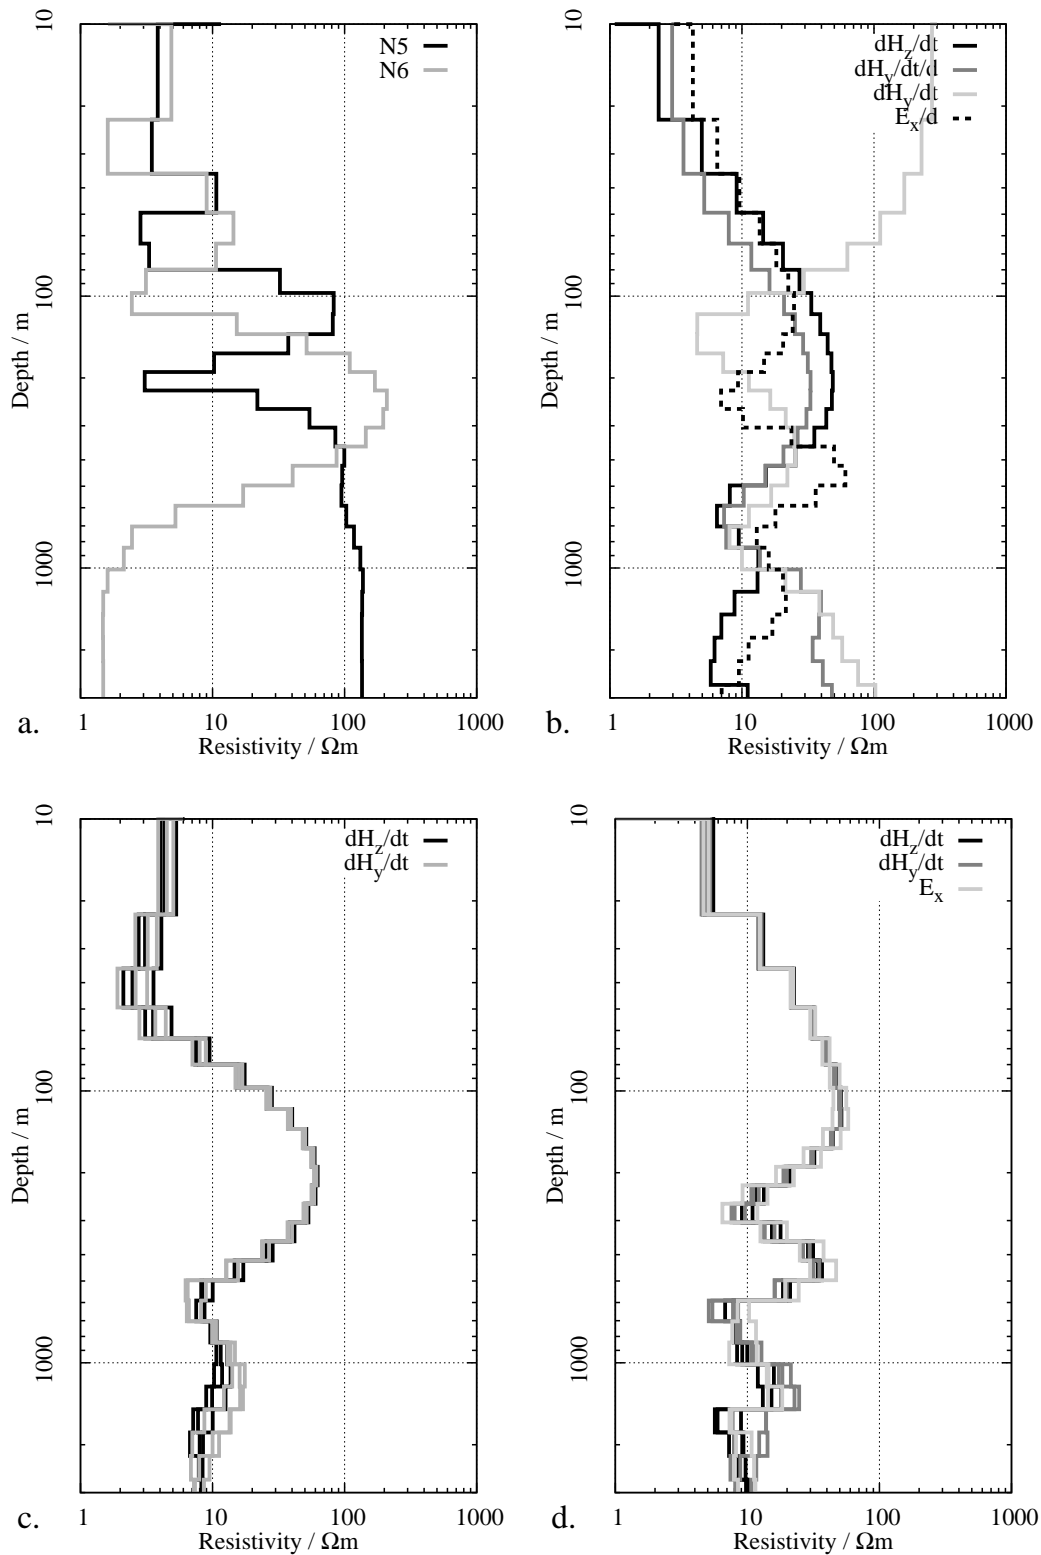 10
100
1000
Depth / m
1 10 100 1000
Resistivity / Ωm
N5
N6
a.
10
100
1000
Depth / m
1 10 100 1000
Resistivity / Ωm
dHz/dt
dHy/dt/d
dHy/dt
Ex/d
b.
10
100
1000
Depth / m
1 10 100 1000
Resistivity / Ωm
dHz/dt
dHy/dt
c.
10
100
1000
Depth / m
1 10 100 1000
Resistivity / Ωm
dHz/dt
dHy/dt
Ex
d.